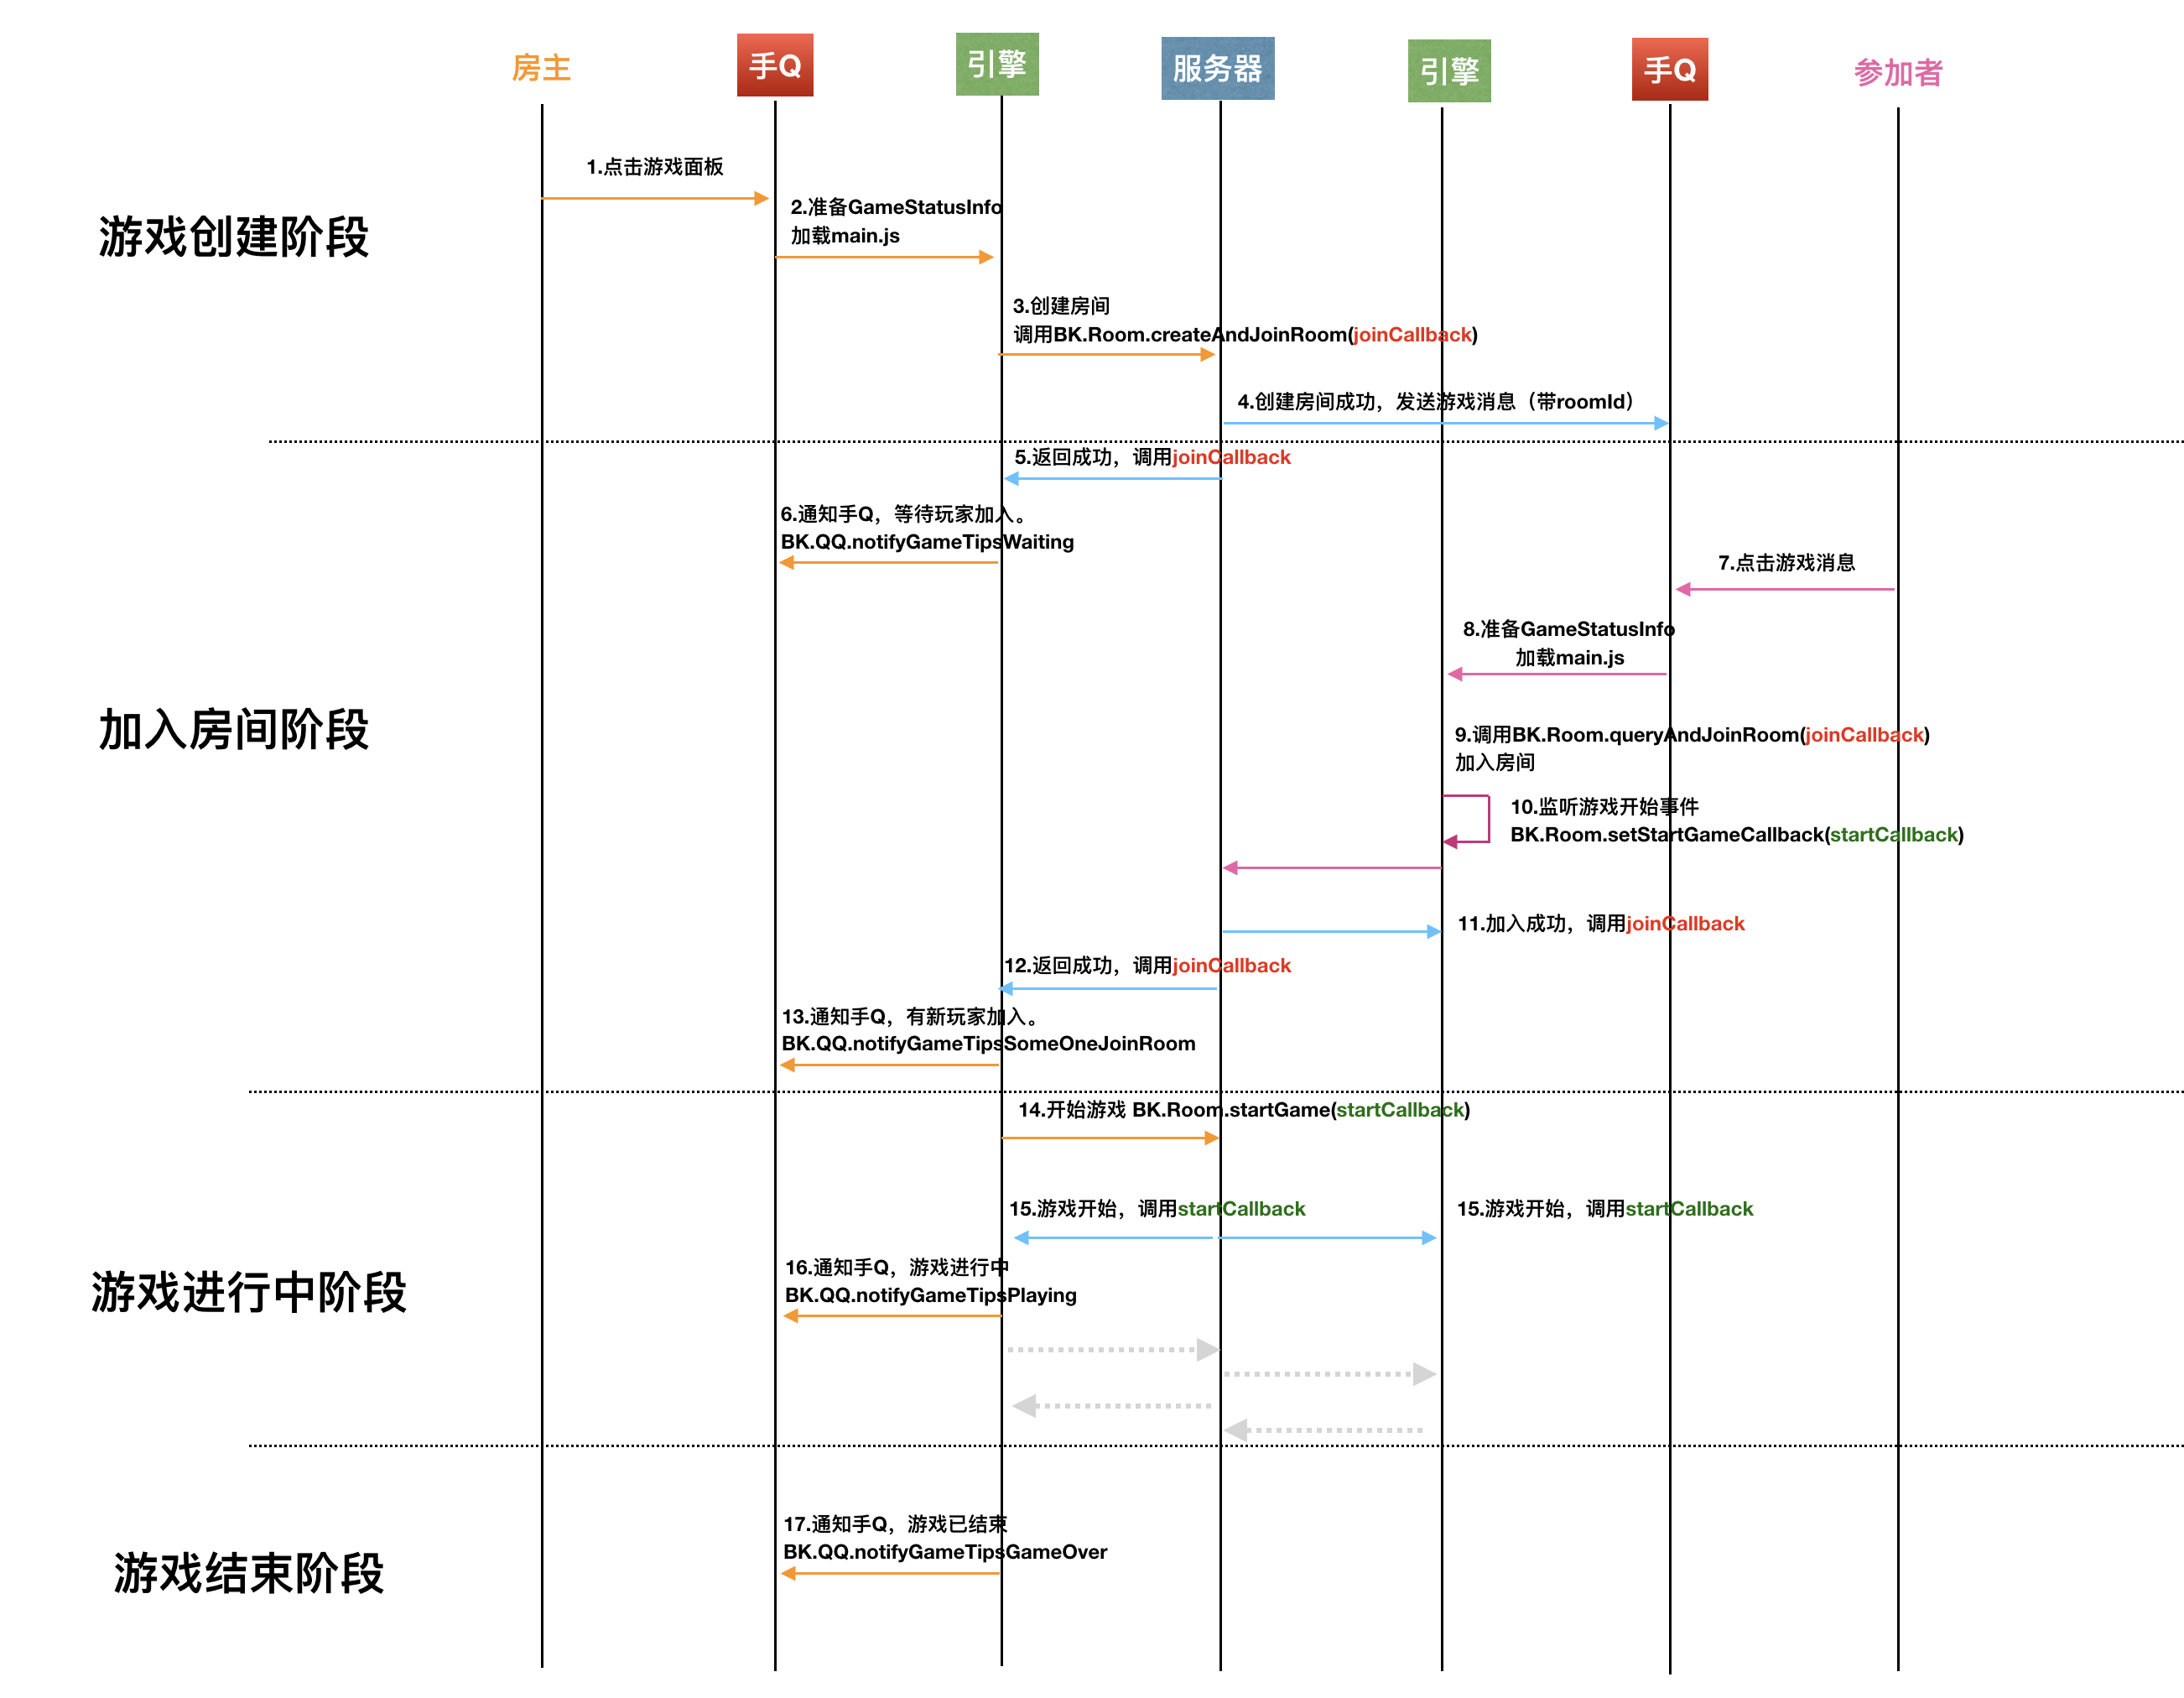 房主
手Q
引擎
服务器
引擎
手Q
参加者
1.点击游戏面板
2.准备GameStatusInfo
加载main.js
游戏创建阶段
3.创建房间
调用BK.Room.createAndJoinRoom(joinCallback)
4.创建房间成功，发送游戏消息（带roomId）
5.返回成功，调用joinCallback
6.通知手Q，等待玩家加入。
BK.QQ.notifyGameTipsWaiting
7.点击游戏消息
8.准备GameStatusInfo
加载main.js
加入房间阶段
9.调用BK.Room.queryAndJoinRoom(joinCallback)
加入房间
10.监听游戏开始事件
BK.Room.setStartGameCallback(startCallback)
11.加入成功，调用joinCallback
12.返回成功，调用joinCallback
13.通知手Q，有新玩家加入。
BK.QQ.notifyGameTipsSomeOneJoinRoom
14.开始游戏 BK.Room.startGame(startCallback)
15.游戏开始，调用startCallback
15.游戏开始，调用startCallback
16.通知手Q，游戏进行中
BK.QQ.notifyGameTipsPlaying
游戏进行中阶段
17.通知手Q，游戏已结束
BK.QQ.notifyGameTipsGameOver
游戏结束阶段